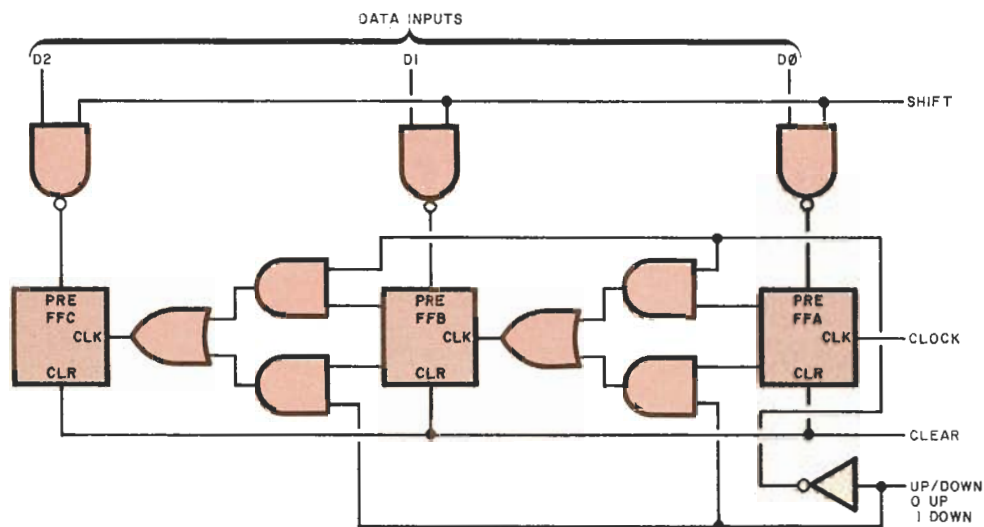 DATA INPUTS
D2
D1
DØ
SHIFT
PRE
FFC
CLK
CLR
PRE
FFB
CLK
CLR
PRE
FFA
CLK
CLR
CLOCK
CLEAR
UP/DOWN
0 UP
1 DOWN